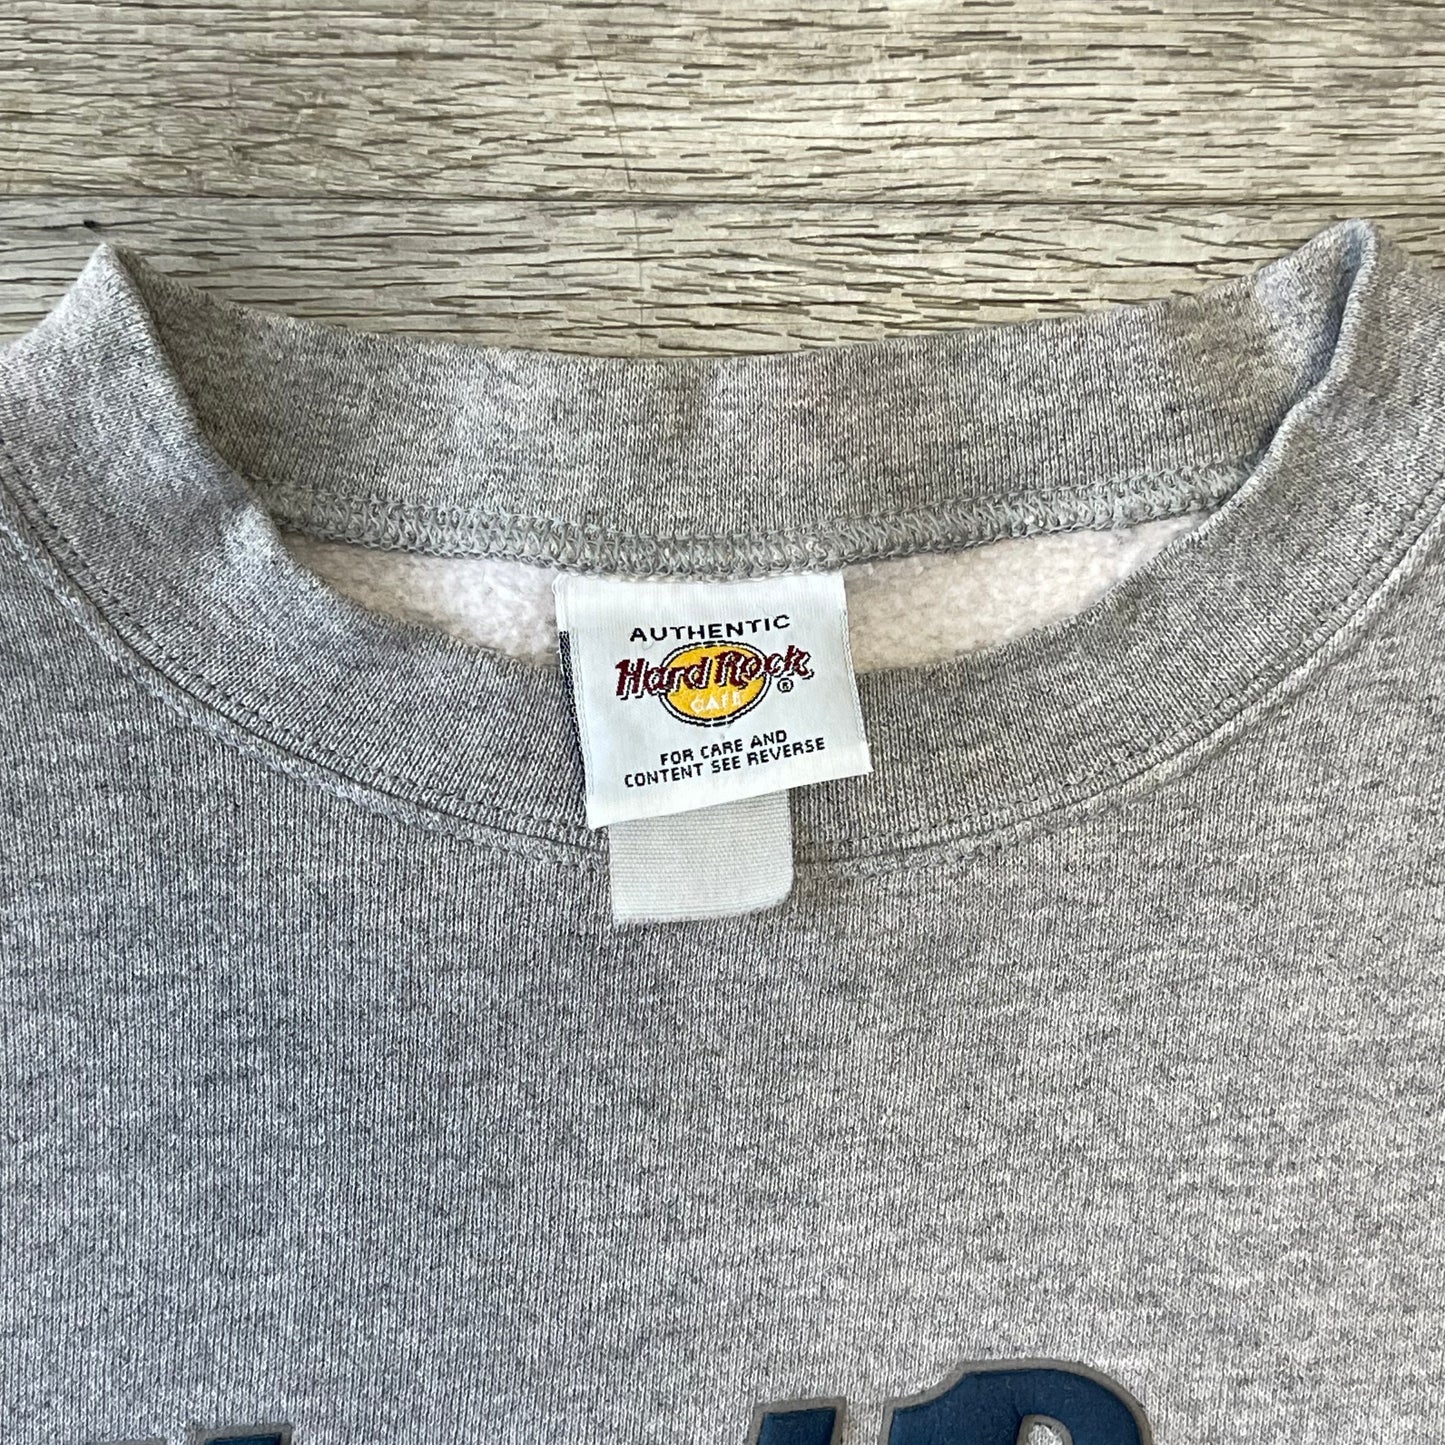 AUTHENTIC
Hard Rock
CAFE ®
FOR CARE AND
CONTENT SEE REVERSE